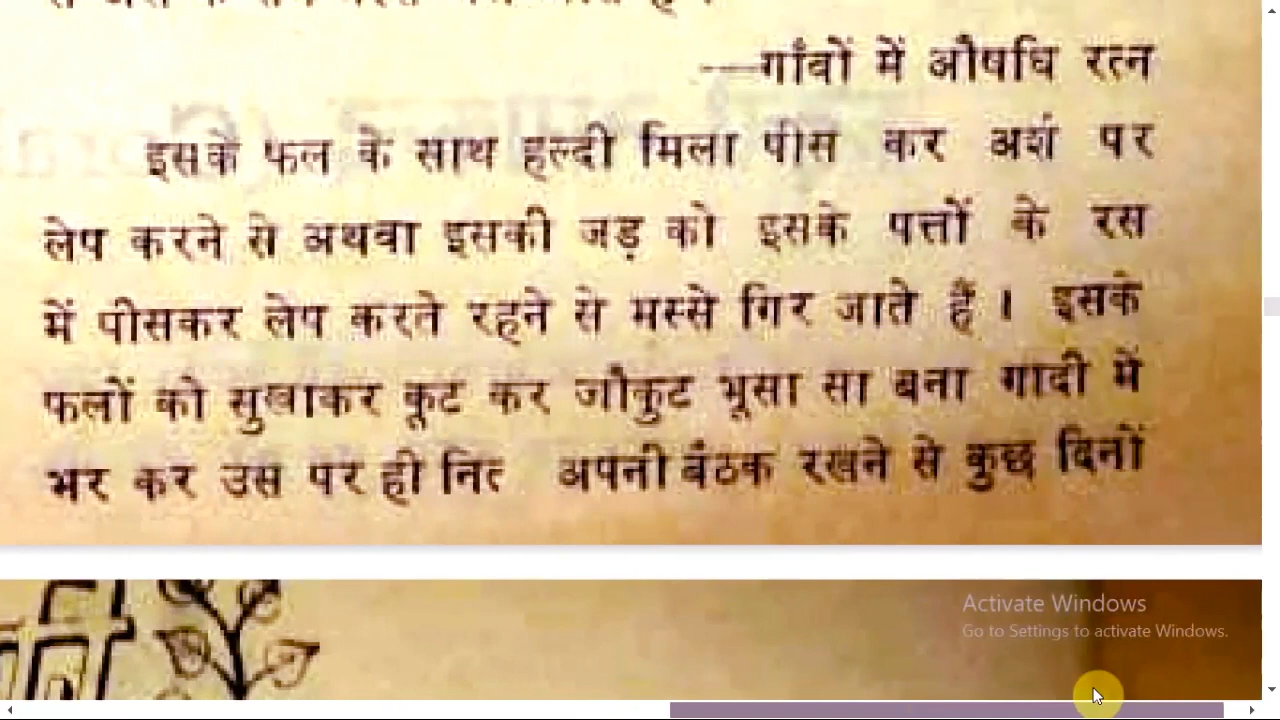 —गाँवों में औषधि रत्न
इसके फल के साथ हल्दी मिला पीस कर अर्श पर
लेप करने से अथवा इसकी जड़ को इसके पत्तों के रस
में पीसकर लेप करते रहने से मस्से गिर जाते हैं । इसके
फलों को सुखाकर कूट कर जौकुट भूसा सा बना गादी में
भर कर उस पर ही नित अपनी बैठक रखने से कुछ दिनों
Activate Windows
Go to Settings to activate Windows.